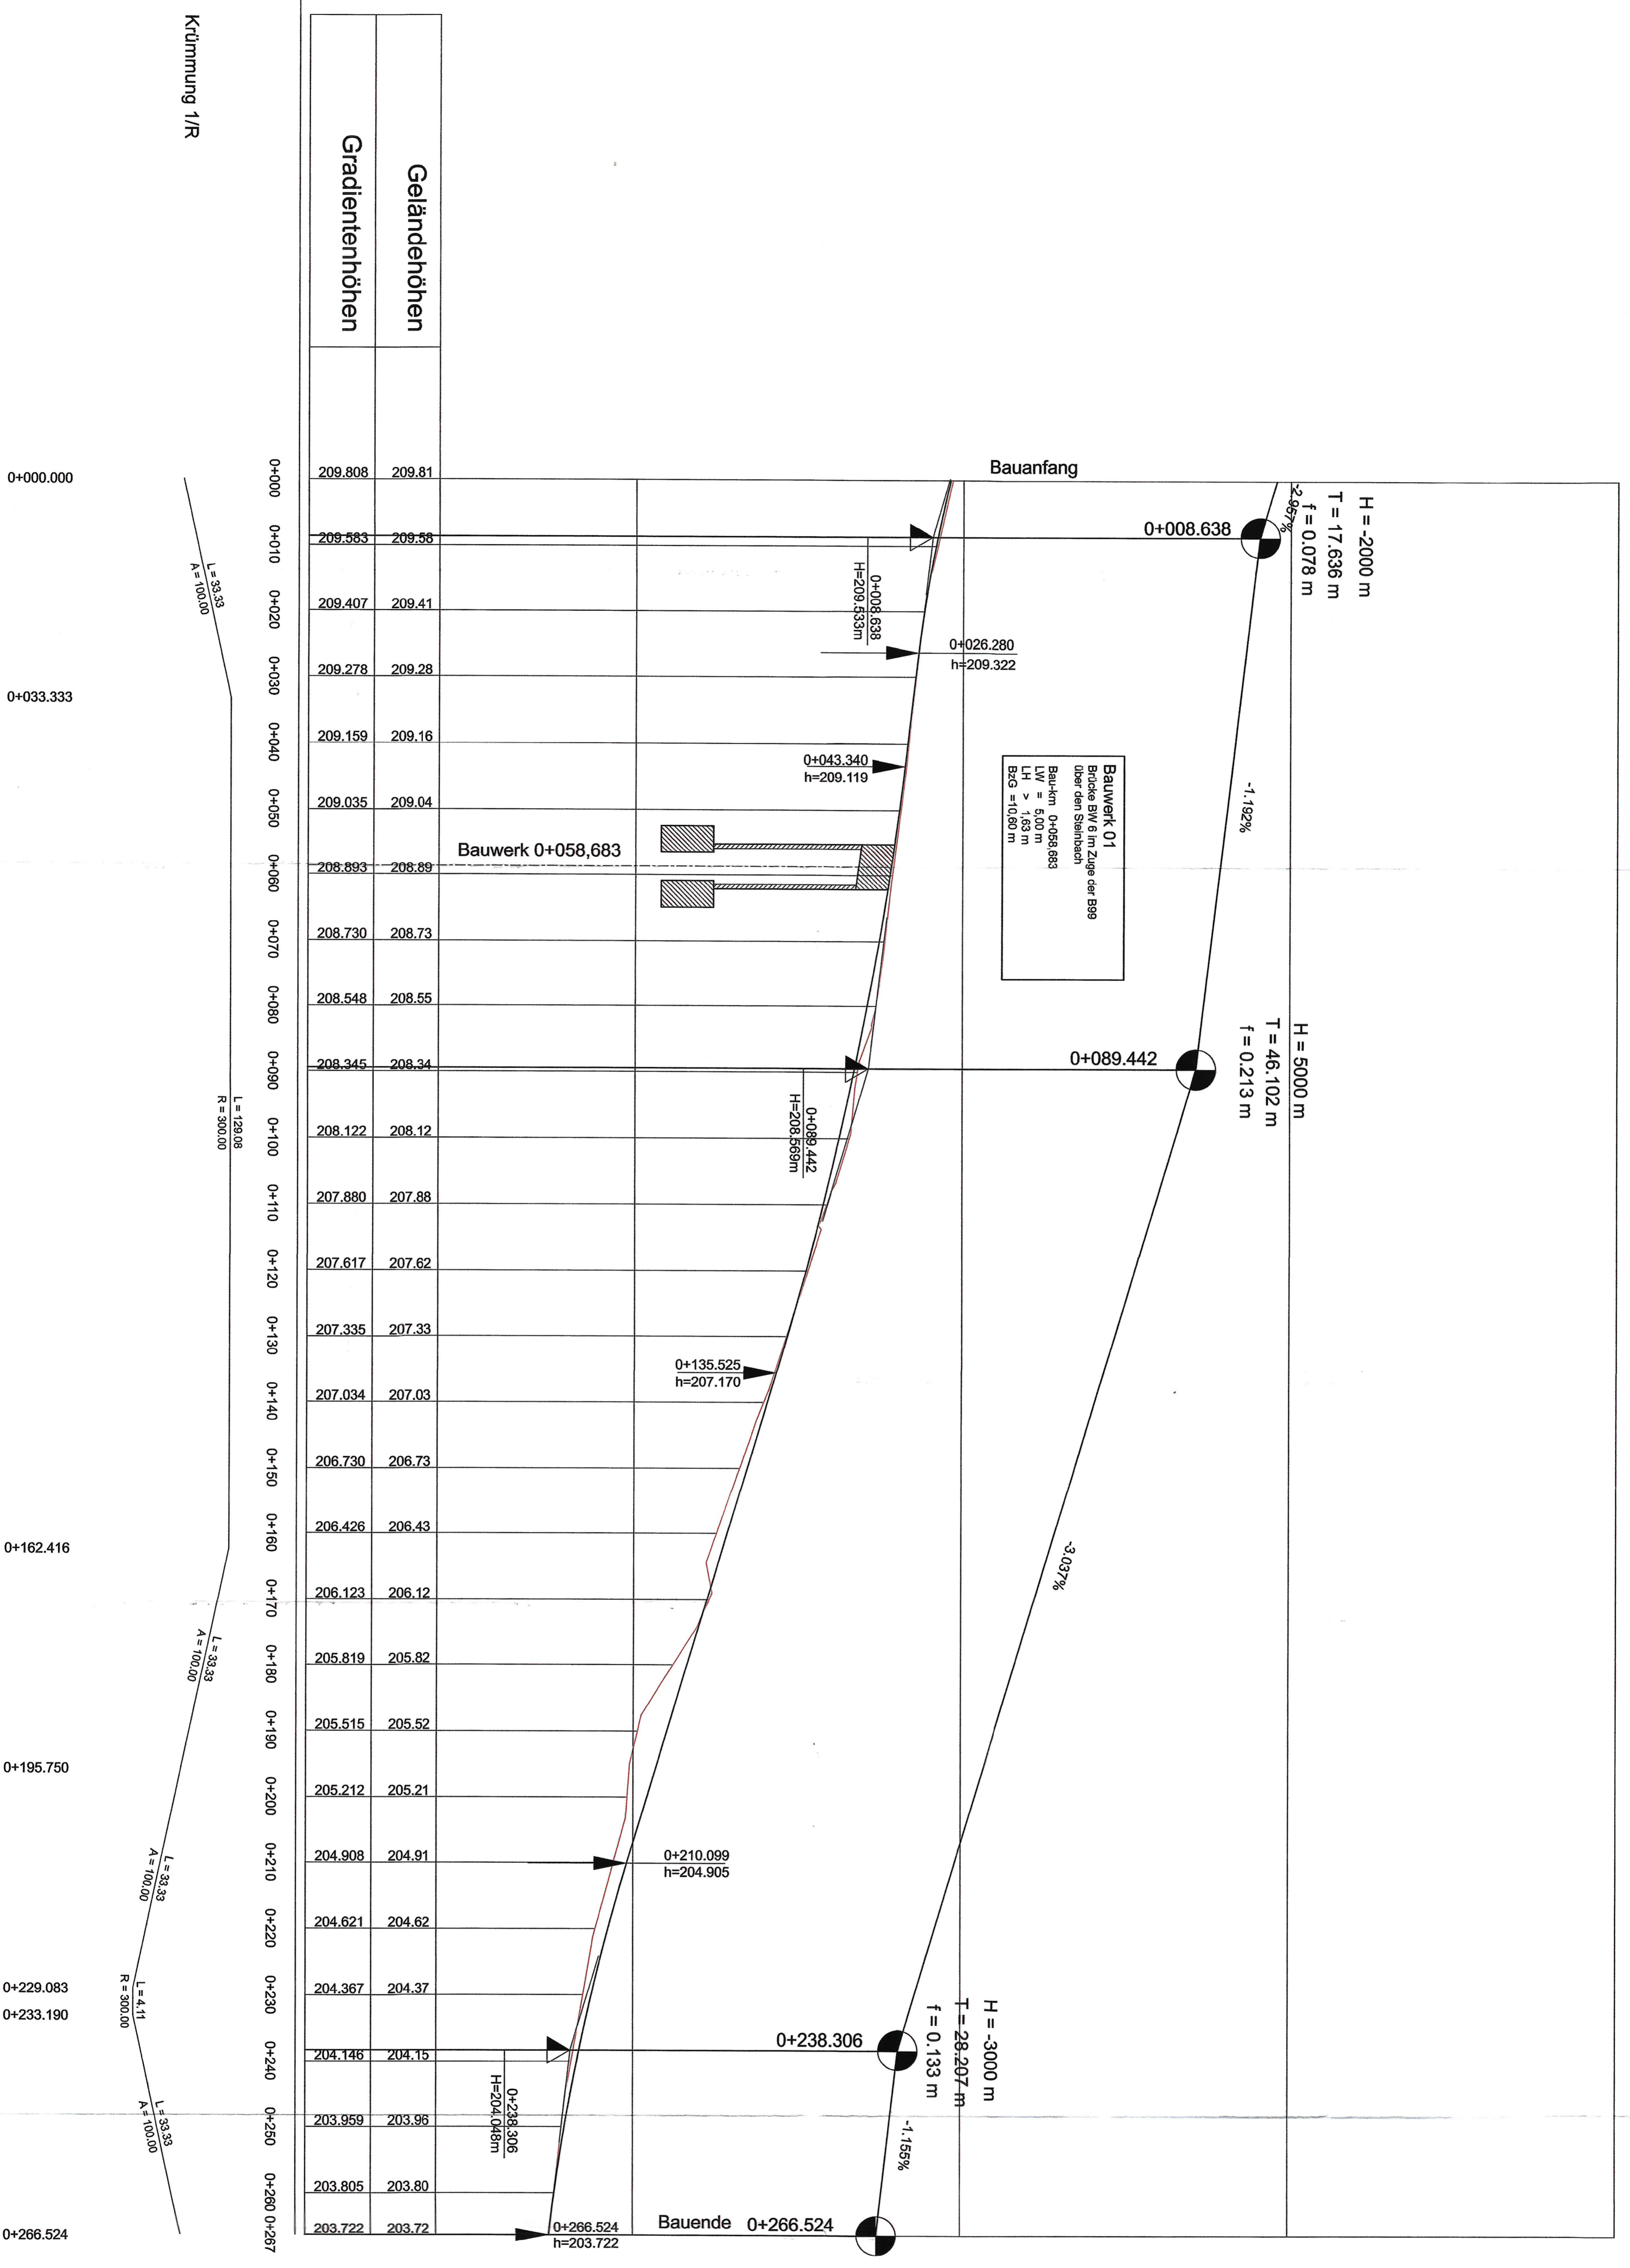 Krümmung 1/R
Geländehöhen
Gradientenhöhen
H = -2000 m
T = 17.636 m
f = 0.078 m
-2.957%
-1.192%
H = 5000 m
T = 46.102 m
f = 0.213 m
-3.037%
H = -3000 m
T = 28.207 m
f = 0.133 m
-1.155%
Bauanfang
0+008.638
0+089.442
0+238.306
Bauende 0+266.524
0+008.638
H=209.533m
0+026.280
h=209.322
0+043.340
h=209.119
Bauwerk 01
Brücke BW 6 im Zuge der B99
über den Steinbach
Bau-km 0+058,683
LW = 5,00 m
LH > 1,63 m
BzG =10,60 m
Bauwerk 0+058,683
0+089.442
H=208.569m
0+135.525
h=207.170
0+210.099
h=204.905
0+238.306
H=204.048m
0+266.524
h=203.722
209.808 209.81
209.583 209.58
209.407 209.41
209.278 209.28
209.159 209.16
209.035 209.04
208.893 208.89
208.730 208.73
208.548 208.55
208.345 208.34
208.122 208.12
207.880 207.88
207.617 207.62
207.335 207.33
207.034 207.03
206.730 206.73
206.426 206.43
206.123 206.12
205.819 205.82
205.515 205.52
205.212 205.21
204.908 204.91
204.621 204.62
204.367 204.37
204.146 204.15
203.959 203.96
203.805 203.80
203.722 203.72
0+000
0+010
0+020
0+030
0+040
0+050
0+060
0+070
0+080
0+090
0+100
0+110
0+120
0+130
0+140
0+150
0+160
0+170
0+180
0+190
0+200
0+210
0+220
0+230
0+240
0+250
0+260
0+267
L = 33.33
A = 100.00
L = 129.08
R = 300.00
L = 33.33
A = 100.00
L = 33.33
A = 100.00
L = 4.11
R = 300.00
L = 33.33
A = 100.00
0+000.000
0+033.333
0+162.416
0+195.750
0+229.083
0+233.190
0+266.524